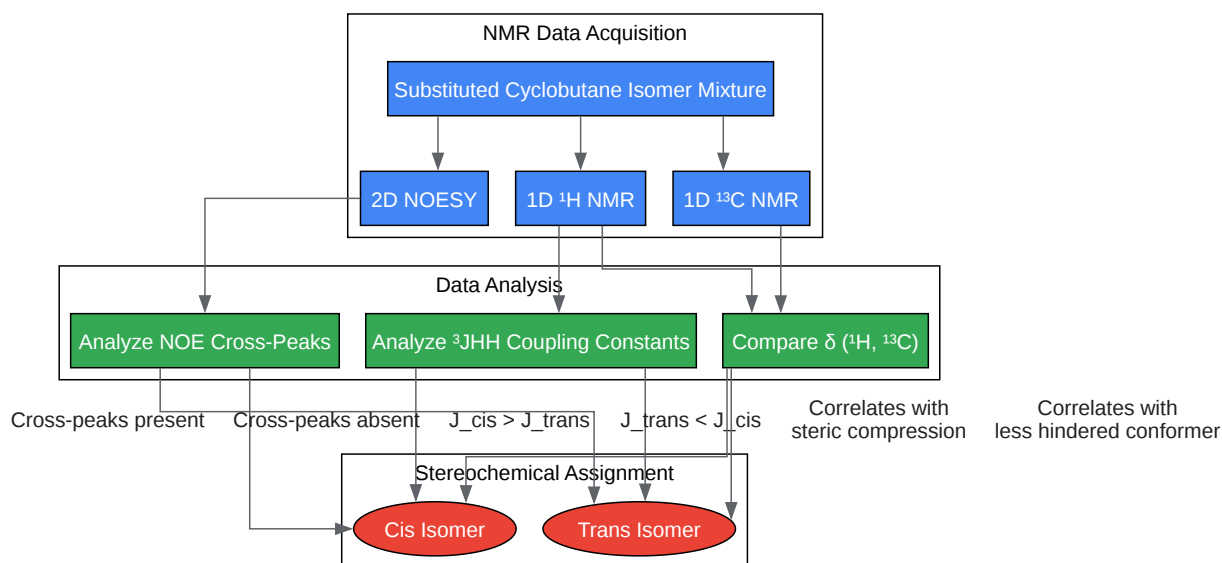 NMR Data Acquisition
Substituted Cyclobutane Isomer Mixture
2D NOESY
1D ¹H NMR
1D ¹³C NMR
Data Analysis
Analyze NOE Cross-Peaks
Analyze ³JHH Coupling Constants
Compare δ (¹H, ¹³C)
Cross-peaks present
Cross-peaks absent
J_cis > J_trans
J_trans < J_cis
Correlates with
steric compression
Correlates with
less hindered conformer
Stereochemical Assignment
Cis Isomer
Trans Isomer